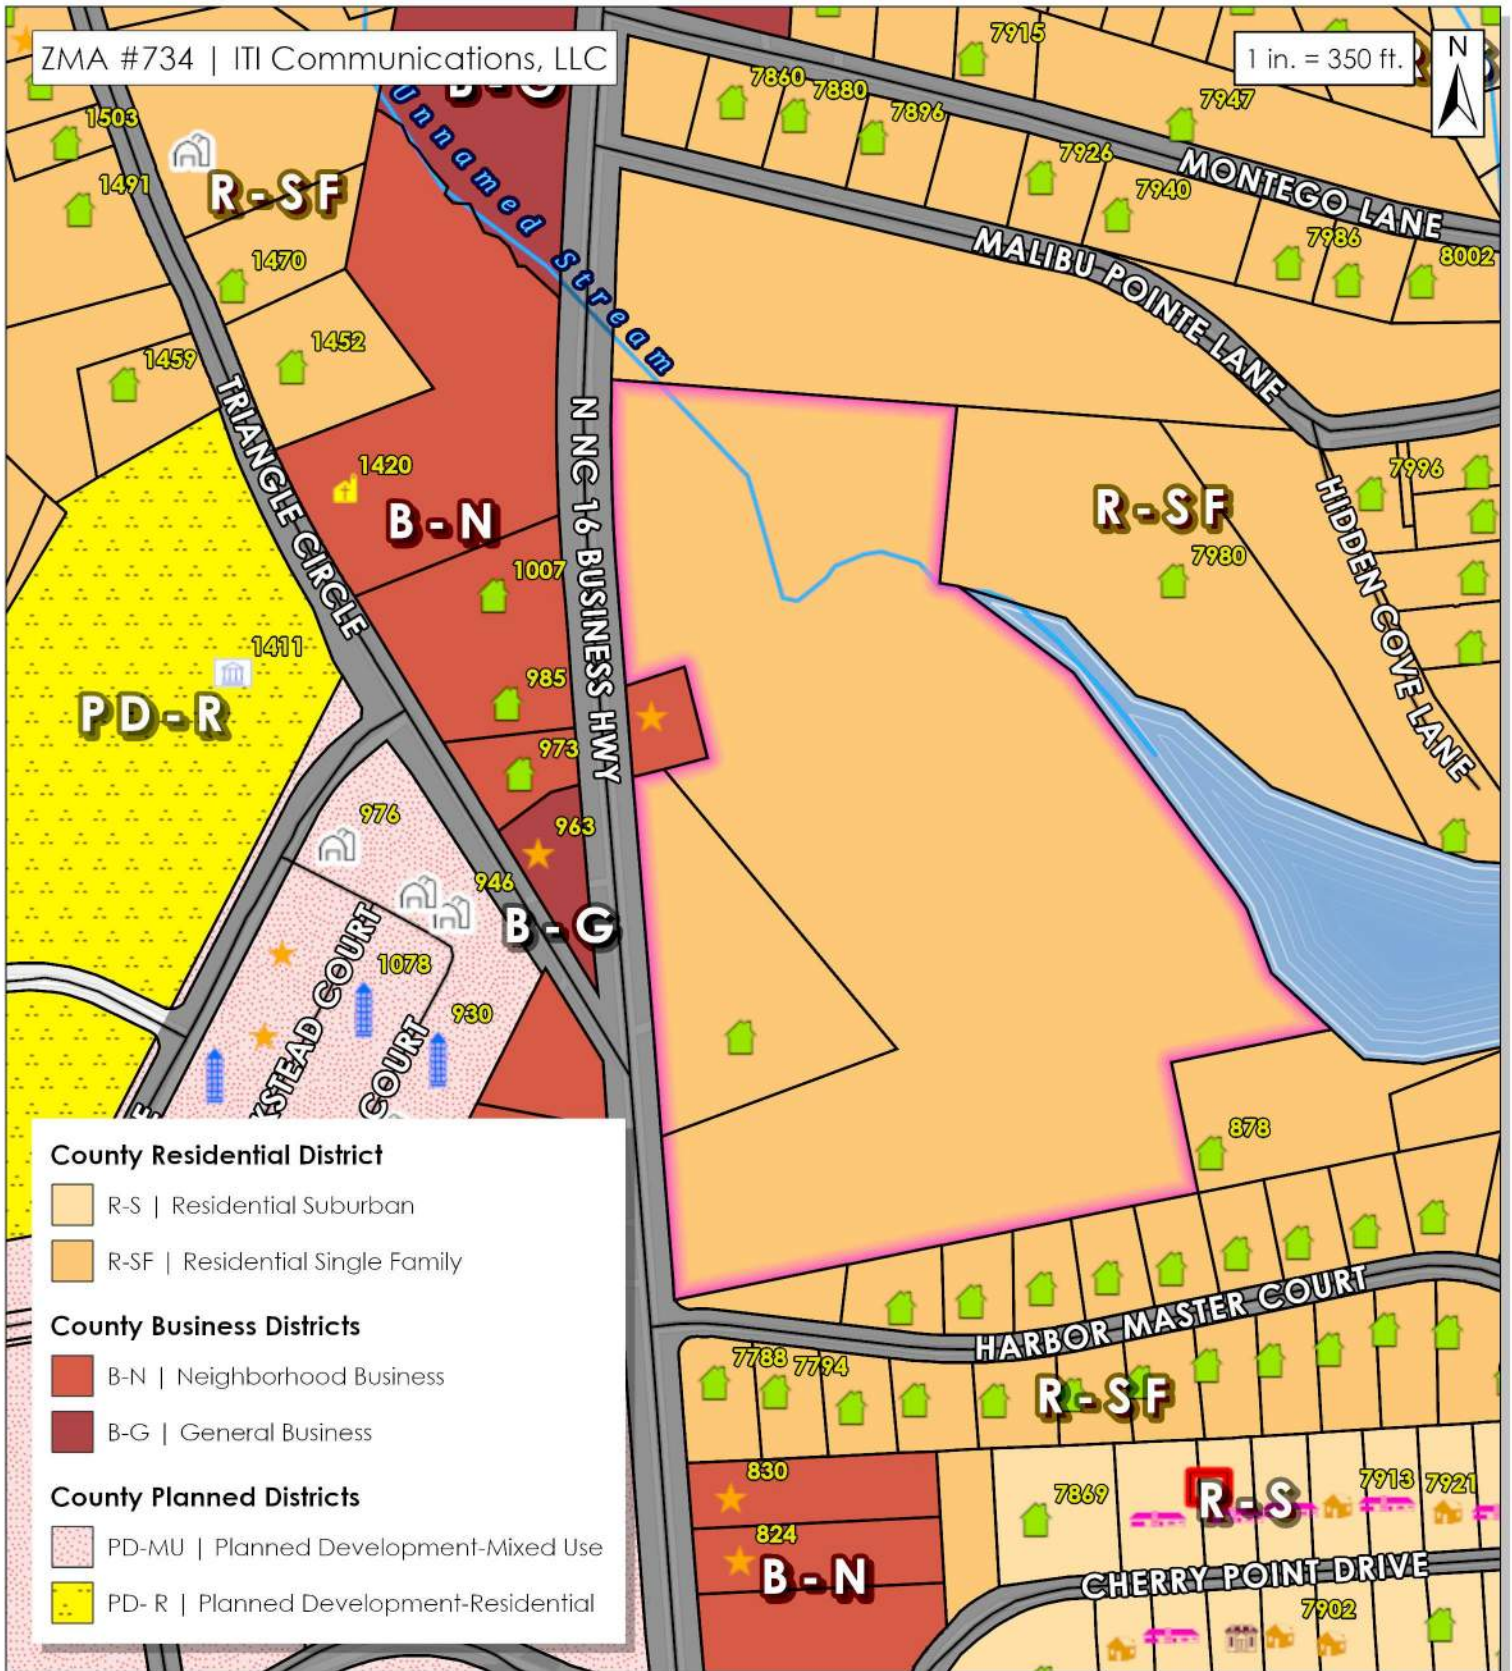 ZMA #734 | ITI Communications, LLC
1 in. = 350 ft.
N
7915
7860
7880
7896
7947
1503
7926
1491
R-SF
7940
MONTEGO LANE
Unnamed Stream
7986
8002
1470
MALIBU POINTE LANE
1452
1459
TRIANGLE CIRCLE
N NC 16 BUSINESS HWY
1420
B-N
R-SF
7996
7980
HIDDEN COVE LANE
1007
1411
985
PD-R
973
976
963
946
B-G
1078
930
COURT
COURT
878
County Residential District
R-S | Residential Suburban
R-SF | Residential Single Family
HARBOR MASTER COURT
County Business Districts
B-N | Neighborhood Business
B-G | General Business
7788
7794
R-SF
County Planned Districts
PD-MU | Planned Development-Mixed Use
PD- R | Planned Development-Residential
830
7869
R-S
7913
7921
824
B-N
CHERRY POINT DRIVE
7902